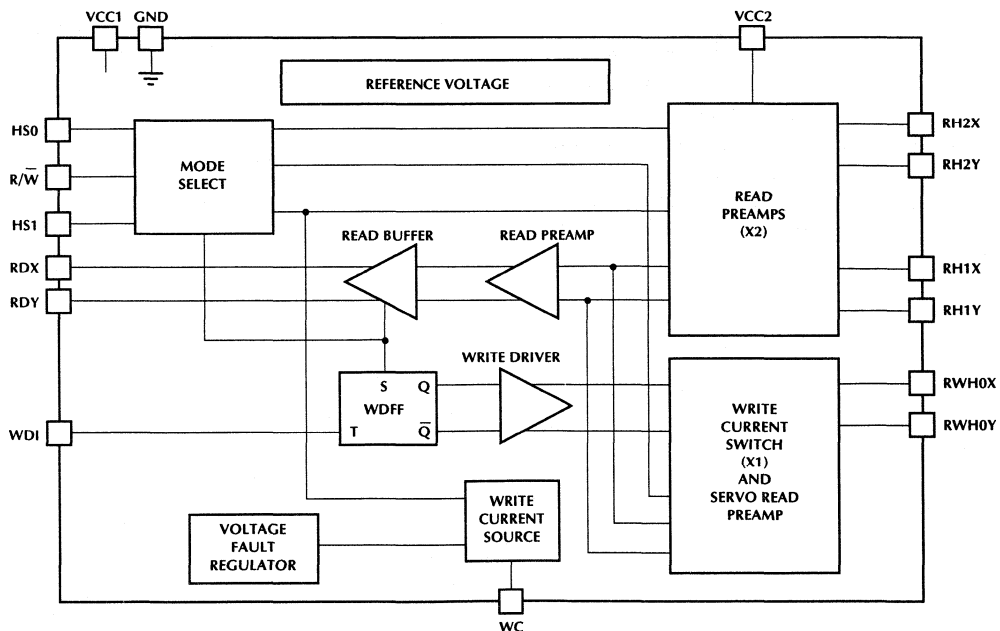 VCC1 GND
VCC2
REFERENCE VOLTAGE
HS0
R/W̅
HS1
RDX
RDY
WDI
MODE
SELECT
READ BUFFER
READ PREAMP
READ
PREAMPS
(X2)
RH2X
RH2Y
RH1X
RH1Y
WRITE DRIVER
S Q
WDFF
T Q̅
WRITE
CURRENT
SWITCH
(X1)
AND
SERVO READ
PREAMP
RWH0X
RWH0Y
VOLTAGE
FAULT
REGULATOR
WRITE
CURRENT
SOURCE
WC